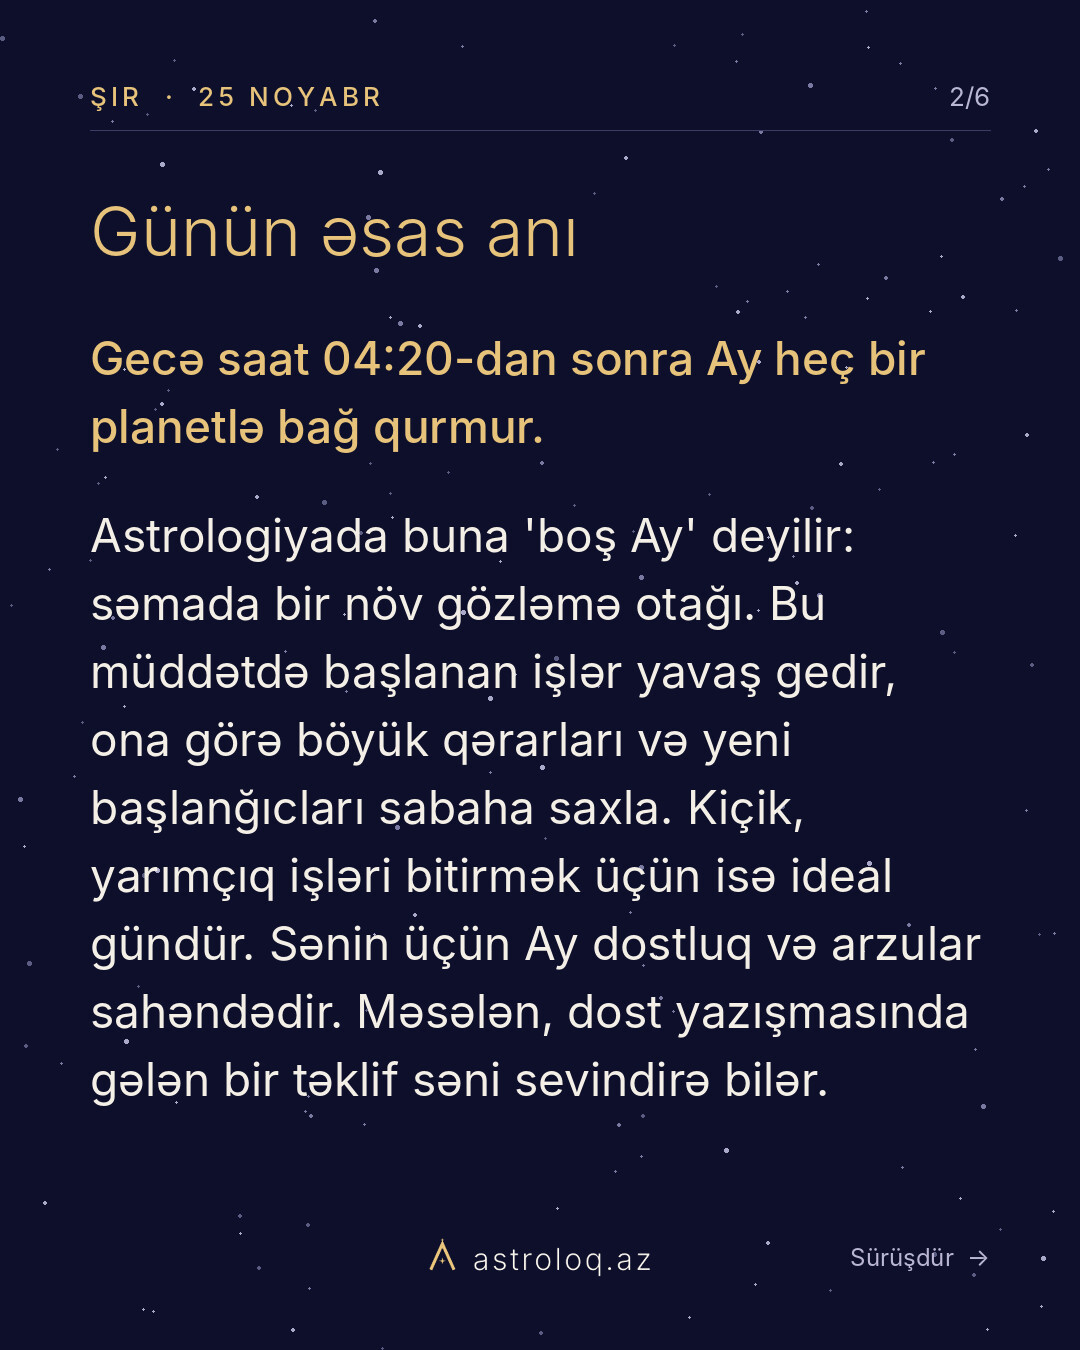 ŞIR · 25 NOYABR 2/6
Günün əsas anı
Gecə saat 04:20-dan sonra Ay heç bir
planetlə bağ qurmur.
Astrologiyada buna 'boş Ay' deyilir:
səmada bir növ gözləmə otağı. Bu
müddətdə başlanan işlər yavaş gedir,
ona görə böyük qərarları və yeni
başlanğıcları sabaha saxla. Kiçik,
yarımçıq işləri bitirmək üçün isə ideal
gündür. Sənin üçün Ay dostluq və arzular
sahəndədir. Məsələn, dost yazışmasında
gələn bir təklif səni sevindirə bilər.
astroloq.az Sürüşdür →